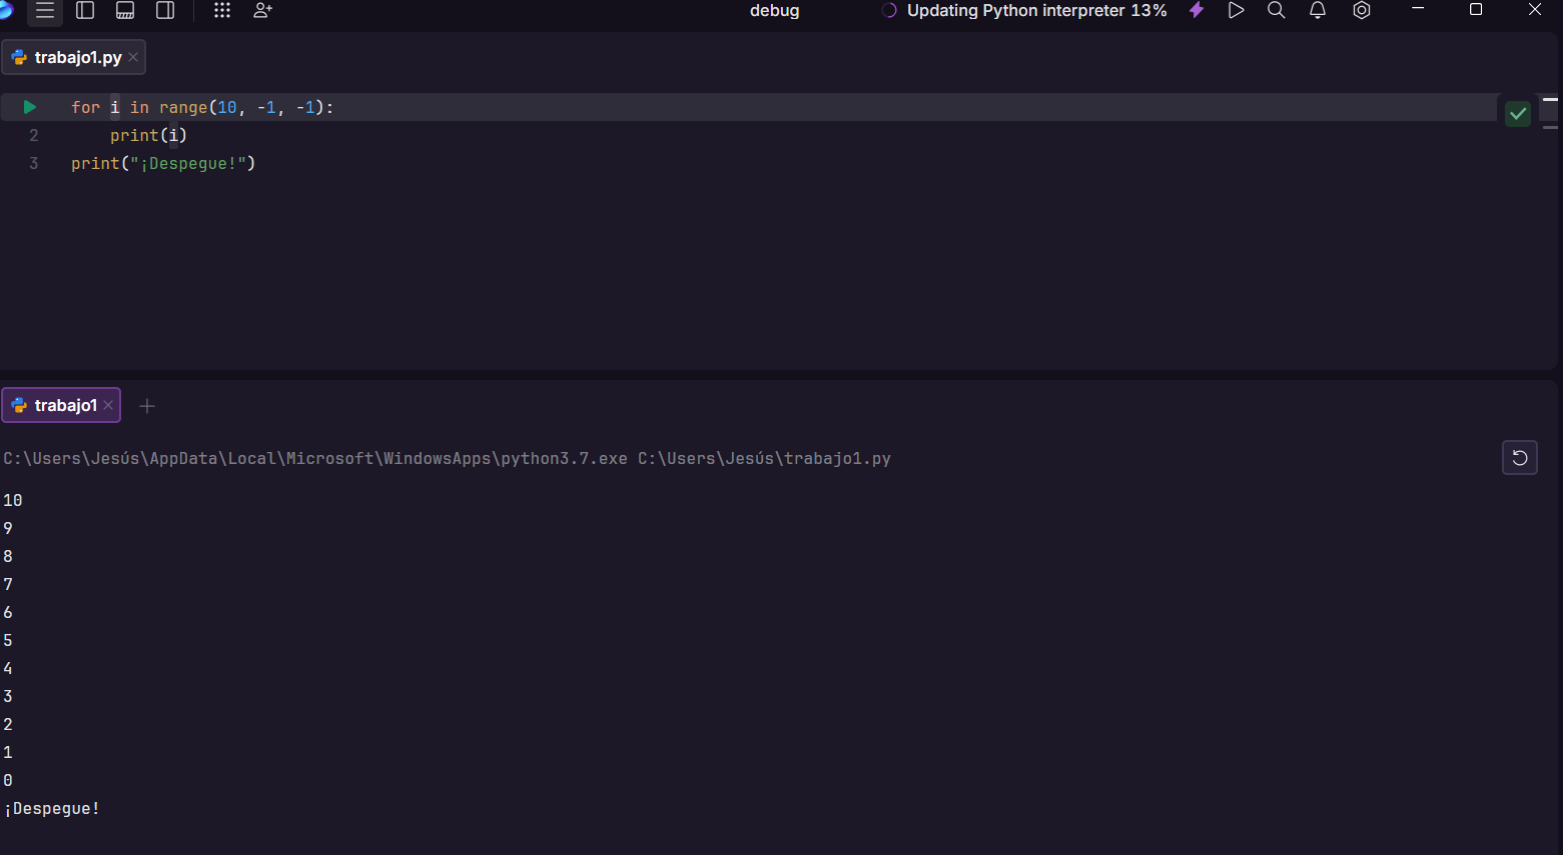 debug Updating Python interpreter 13%
trabajo1.py
for i in range(10, -1, -1):
2 print(i)
3 print("¡Despegue!")
trabajo1
C:\Users\Jesús\AppData\Local\Microsoft\WindowsApps\python3.7.exe C:\Users\Jesús\trabajo1.py
10
9
8
7
6
5
4
3
2
1
0
¡Despegue!